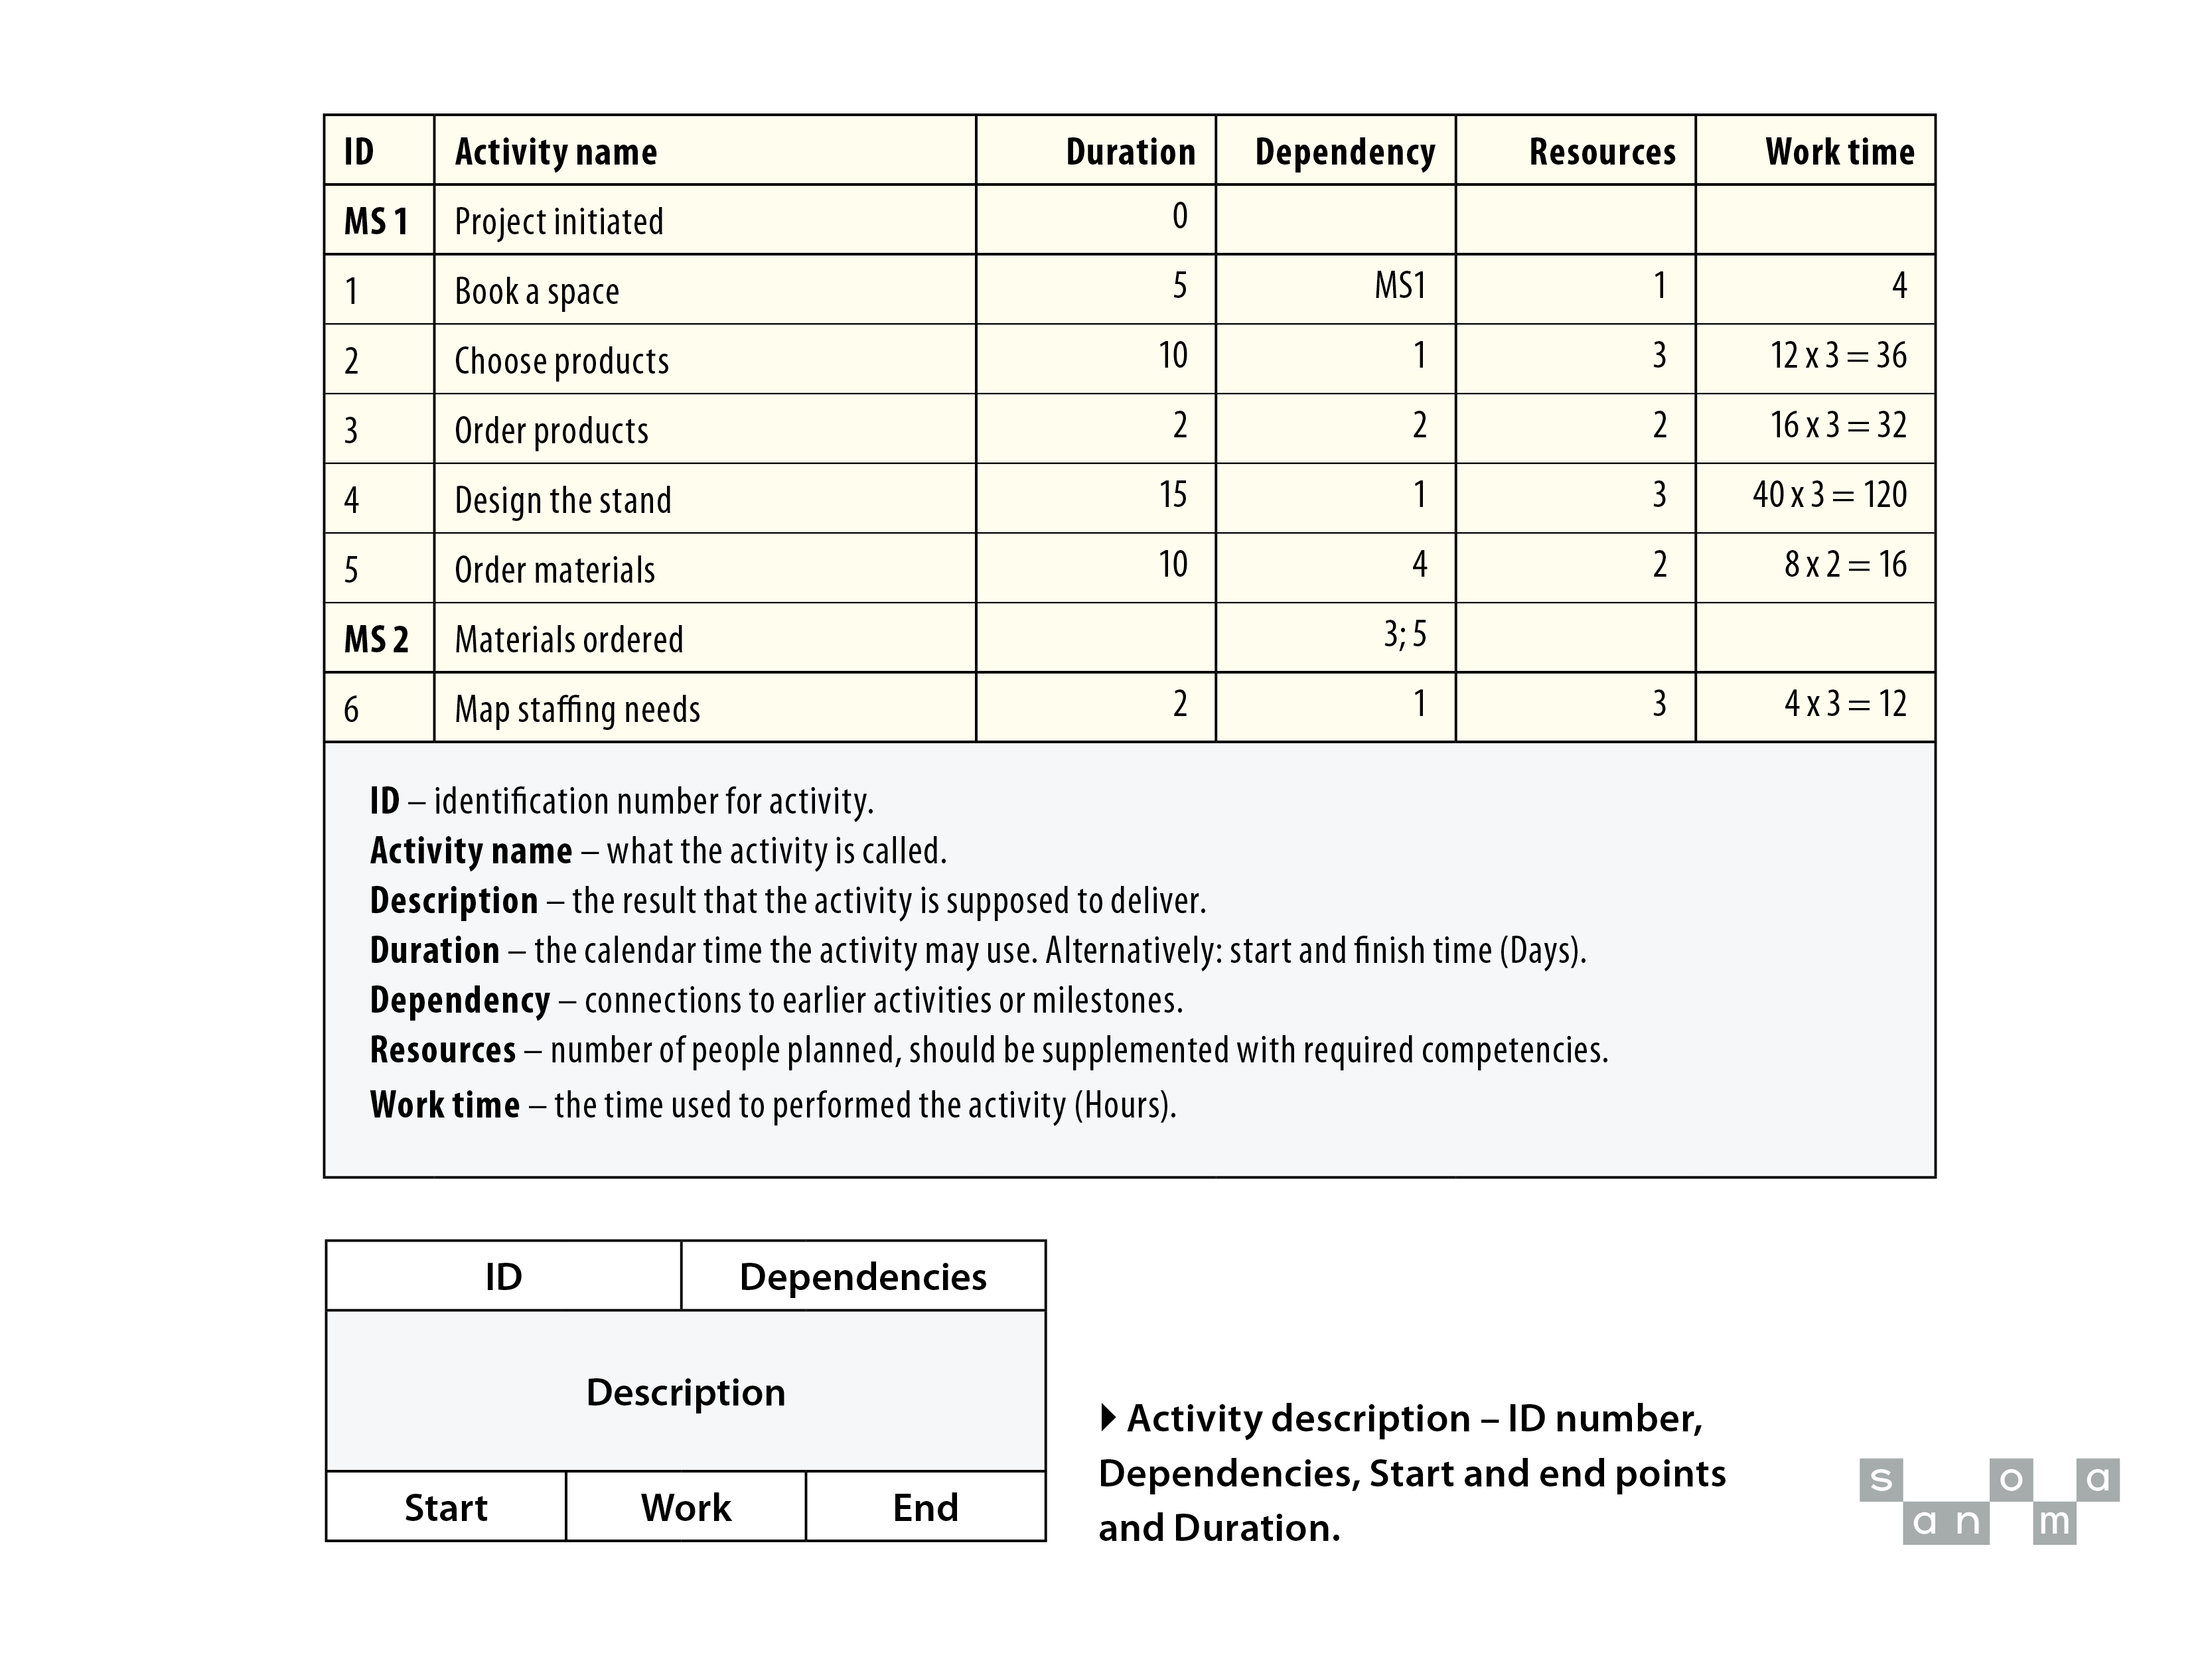 ID Activity name Duration Dependency Resources Work time
MS 1 Project initiated 0
1 Book a space 5 MS1 1 4
2 Choose products 10 1 3 12 x 3 = 36
3 Order products 2 2 2 16 x 3 = 32
4 Design the stand 15 1 3 40 x 3 = 120
5 Order materials 10 4 2 8 x 2 = 16
MS 2 Materials ordered 3; 5
6 Map staffing needs 2 1 3 4 x 3 = 12
ID – identification number for activity.
Activity name – what the activity is called.
Description – the result that the activity is supposed to deliver.
Duration – the calendar time the activity may use. Alternatively: start and finish time (Days).
Dependency – connections to earlier activities or milestones.
Resources – number of people planned, should be supplemented with required competencies.
Work time – the time used to performed the activity (Hours).
ID Dependencies
Description
Start Work End
Activity description – ID number,
Dependencies, Start and end points
and Duration.
sanoma